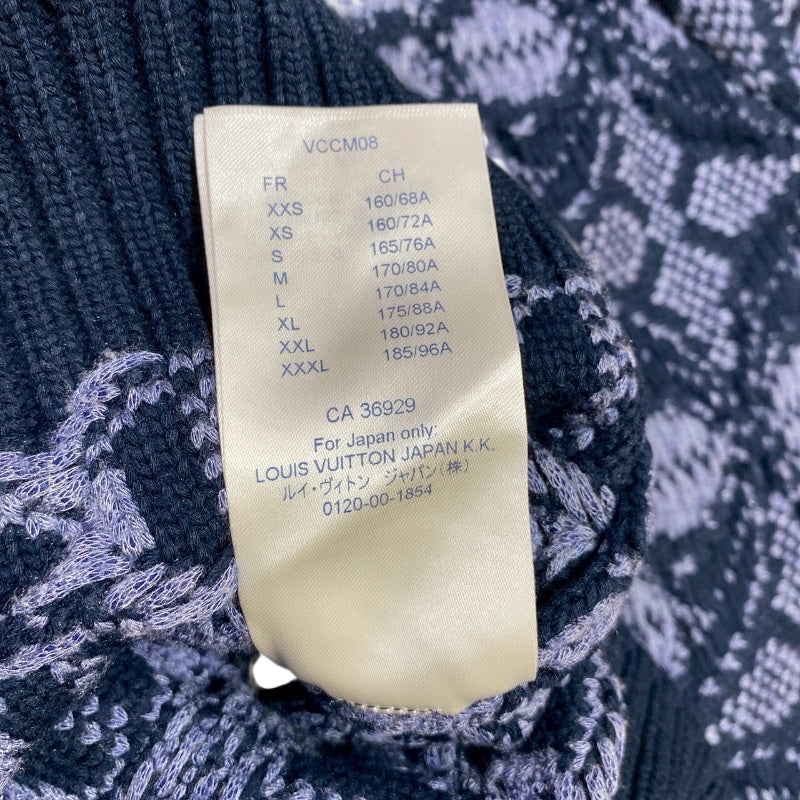 VCCM08
FR CH
XXS 160/68A
XS 160/72A
S 165/76A
M 170/80A
L 170/84A
XL 175/88A
XXL 180/92A
XXXL 185/96A
CA 36929
For Japan only:
LOUIS VUITTON JAPAN K.K.
ルイ・ヴィトン ジャパン(株)
0120-00-1854